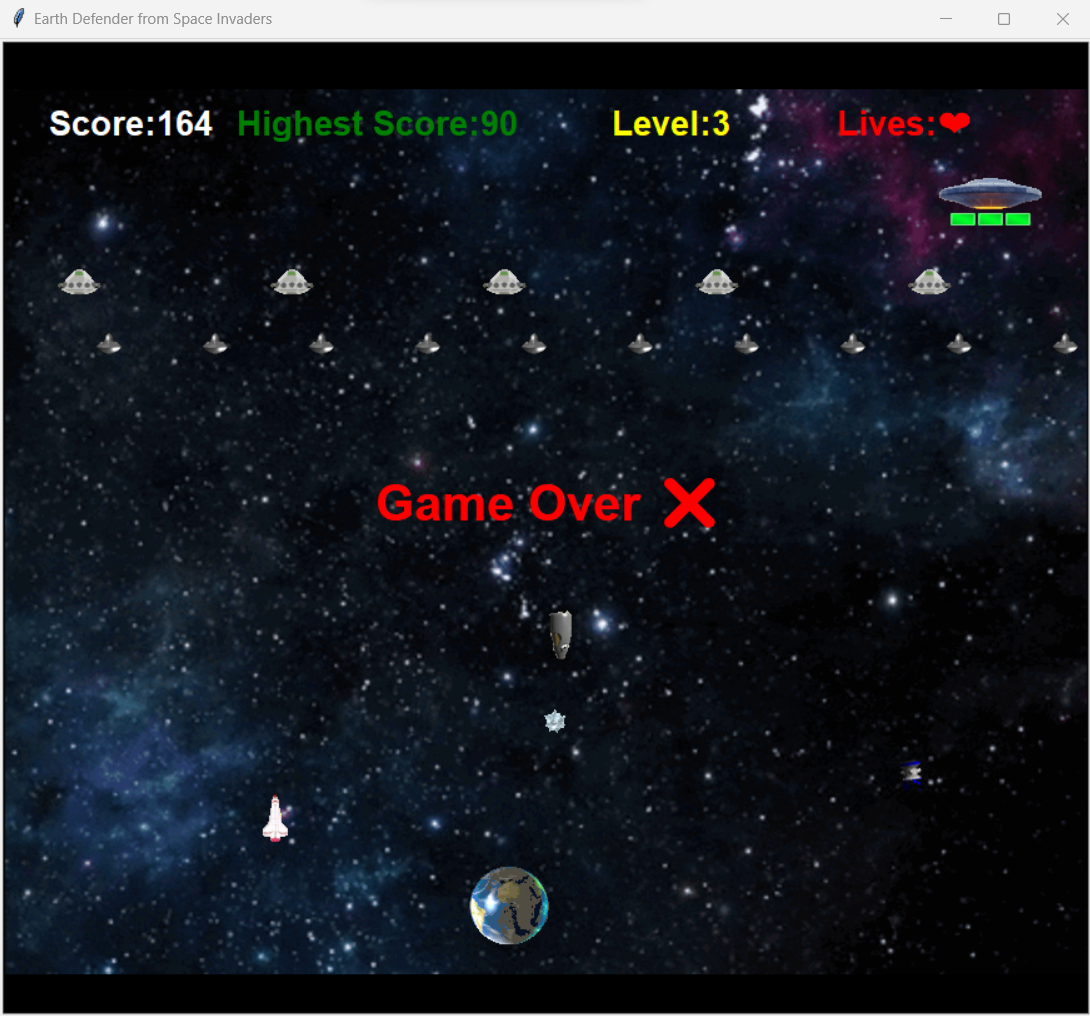 Earth Defender from Space Invaders
Score:164 Highest Score:90 Level:3 Lives:❤
Game Over ❌